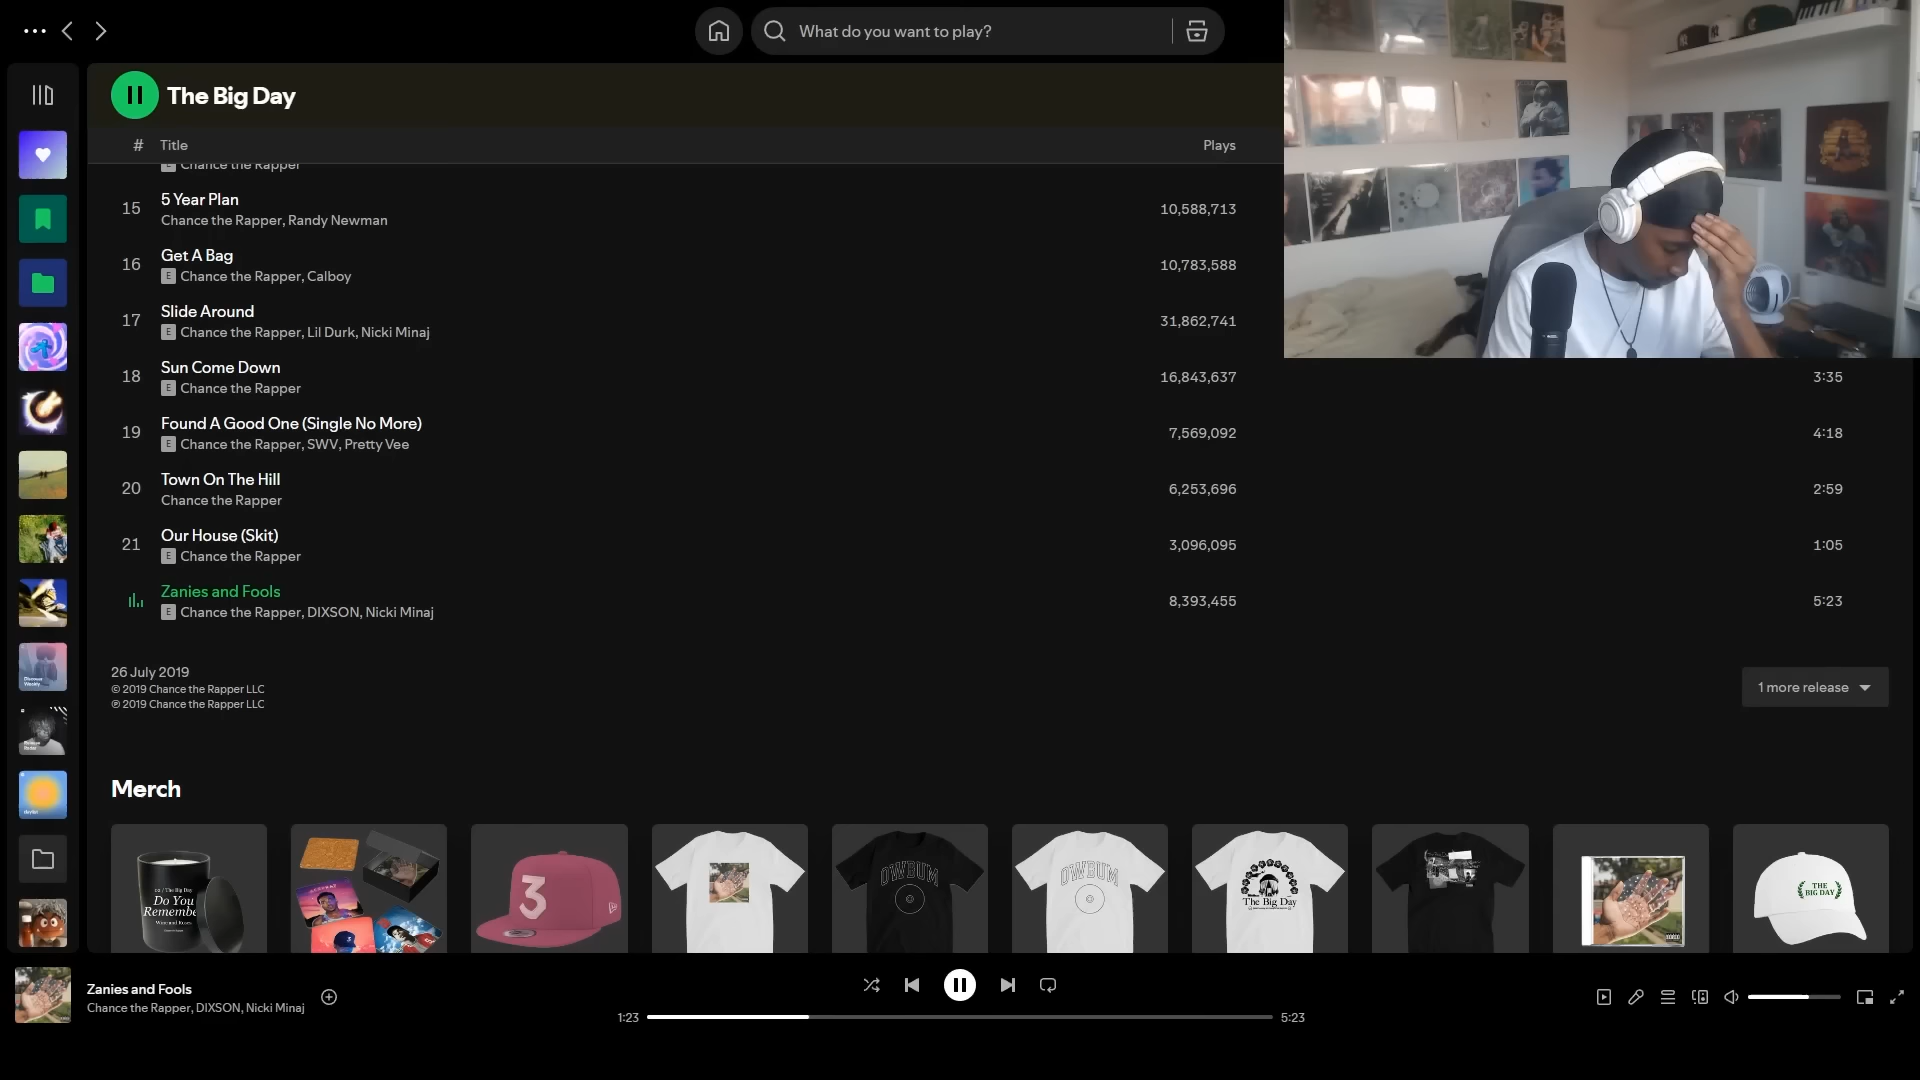 What do you want to play?
The Big Day
# Title Plays
Chance the Rapper
15 5 Year Plan 10,588,713
Chance the Rapper, Randy Newman
16 Get A Bag 10,783,588
E Chance the Rapper, Calboy
17 Slide Around 31,862,741
E Chance the Rapper, Lil Durk, Nicki Minaj
18 Sun Come Down 16,843,637 3:35
E Chance the Rapper
19 Found A Good One (Single No More) 7,569,092 4:18
E Chance the Rapper, SWV, Pretty Vee
20 Town On The Hill 6,253,696 2:59
Chance the Rapper
21 Our House (Skit) 3,096,095 1:05
E Chance the Rapper
Zanies and Fools 8,393,455 5:23
E Chance the Rapper, DIXSON, Nicki Minaj
26 July 2019
© 2019 Chance the Rapper LLC
℗ 2019 Chance the Rapper LLC
1 more release
Merch
Do You
Remembe
3
OWBUM
OWBUM
The Big Day
THE
BIG DAY
Zanies and Fools
Chance the Rapper, DIXSON, Nicki Minaj
1:23 5:23